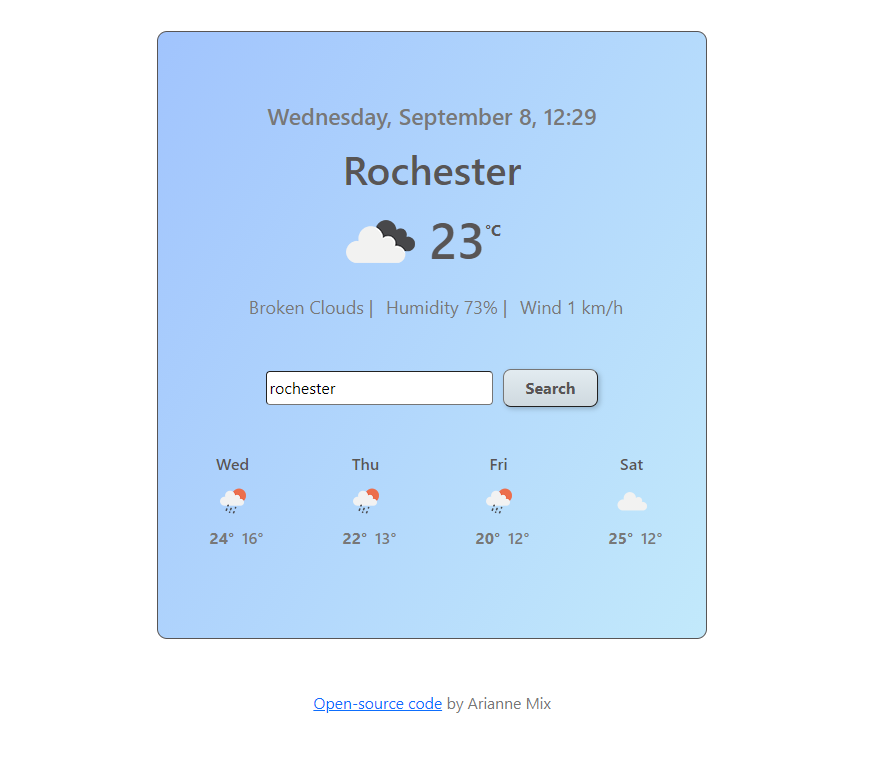 Wednesday, September 8, 12:29
Rochester
23°C
Broken Clouds | Humidity 73% | Wind 1 km/h
rochester Search
Wed Thu Fri Sat
24° 16° 22° 13° 20° 12° 25° 12°
Open-source code by Arianne Mix